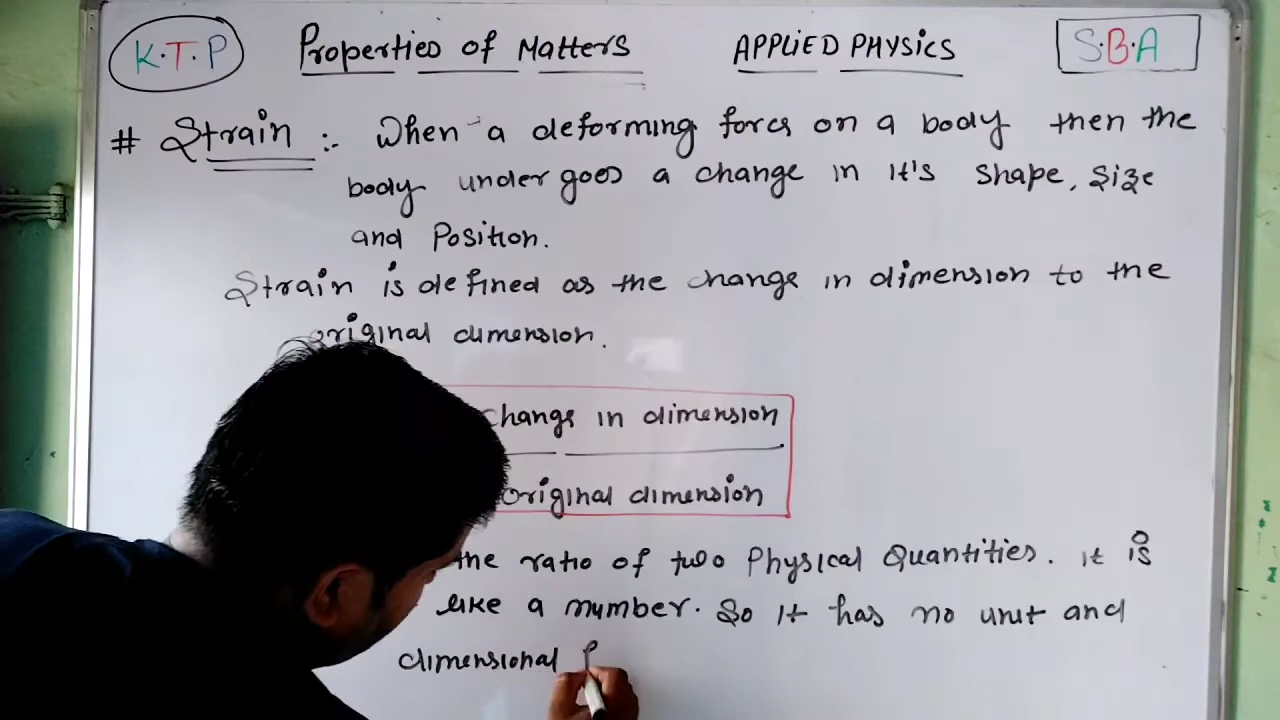 K.T.P Properties of Matters APPLIED PHYSICS S.B.A
# Strain :- When a deforming force on a body then the
body undergoes a change in it's shape, size
and Position.
Strain is defined as the change in dimension to the
original dimension.
change in dimension
original dimension
the ratio of two Physical Quantities. it is
like a number. So it has no unit and
dimensional